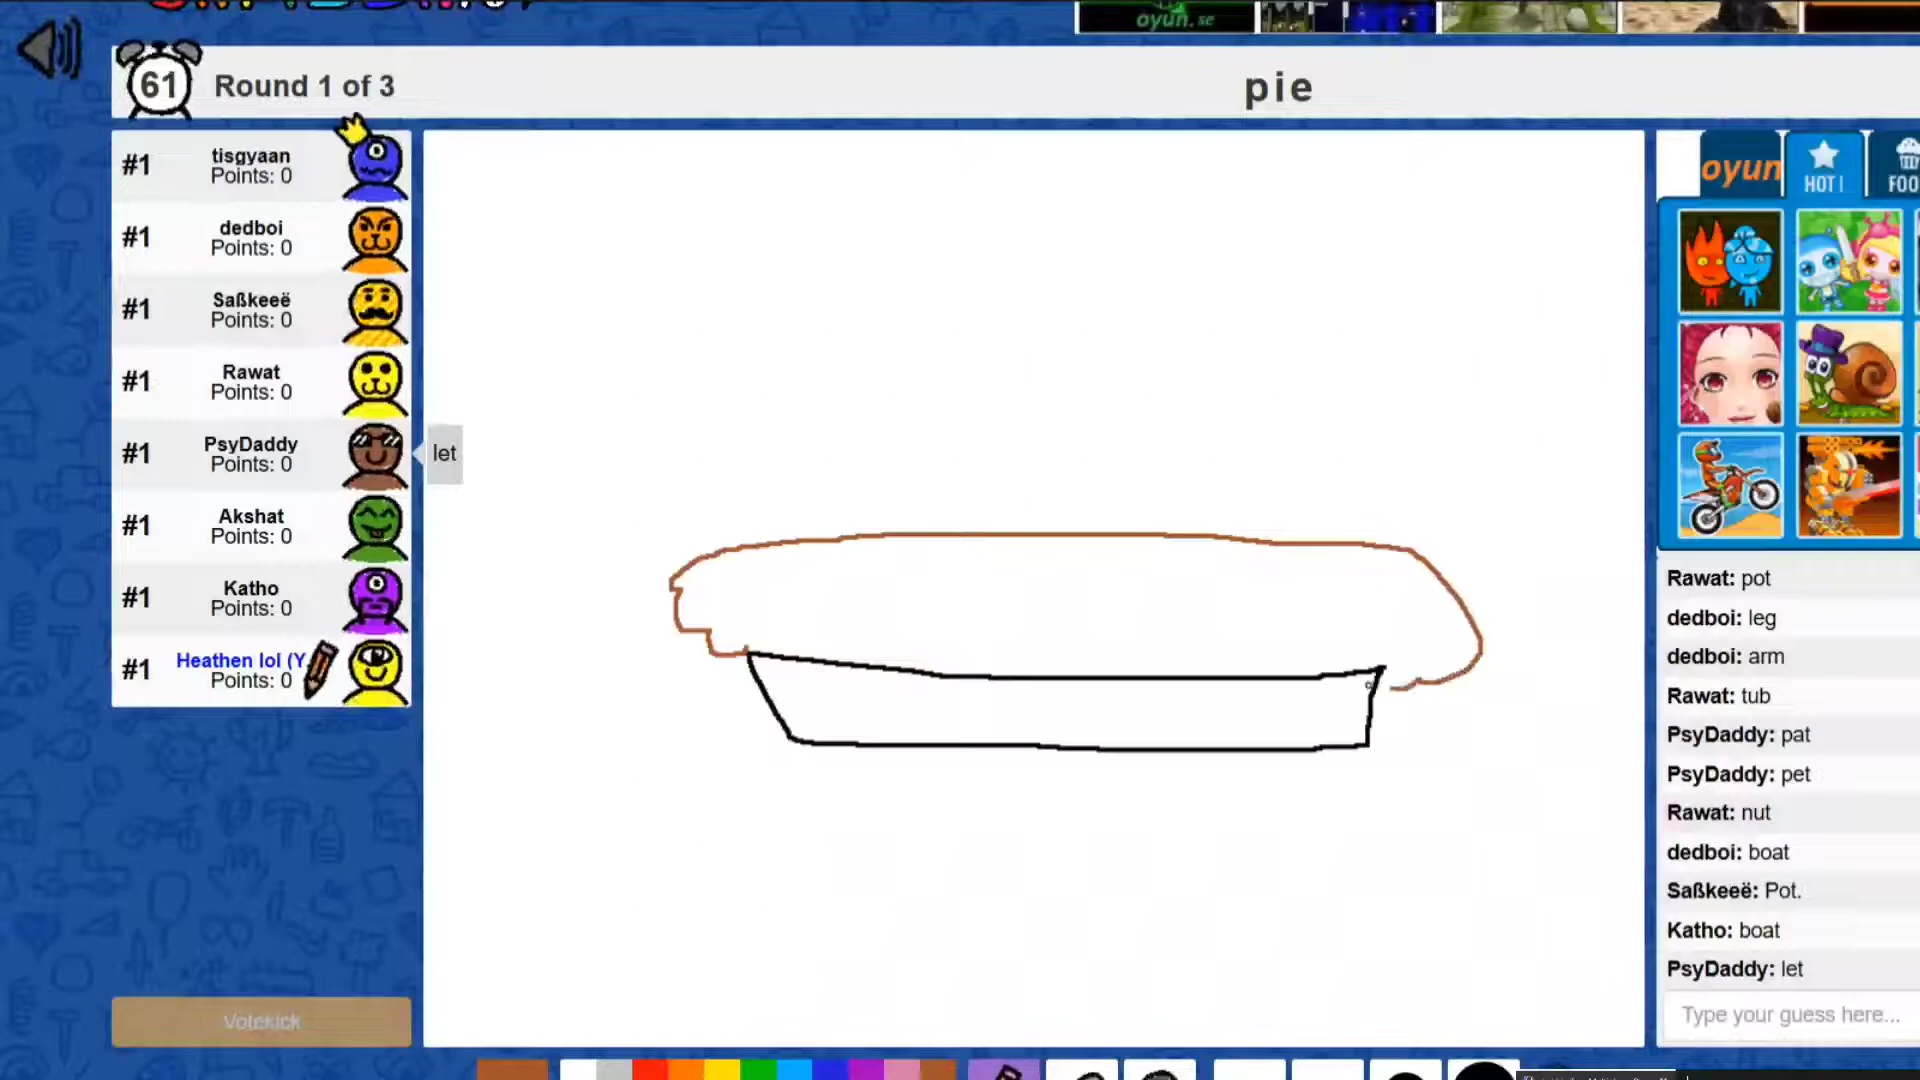 oyun.se
61
Round 1 of 3
pie
#1 tisgyaan
Points: 0
#1 dedboi
Points: 0
#1 Saßkeeë
Points: 0
#1 Rawat
Points: 0
#1 PsyDaddy
Points: 0
let
#1 Akshat
Points: 0
#1 Katho
Points: 0
#1 Heathen lol (Y
Points: 0
Votekick
oyun
HOT!
FOO
Rawat: pot
dedboi: leg
dedboi: arm
Rawat: tub
PsyDaddy: pat
PsyDaddy: pet
Rawat: nut
dedboi: boat
Saßkeeë: Pot.
Katho: boat
PsyDaddy: let
Type your guess here...